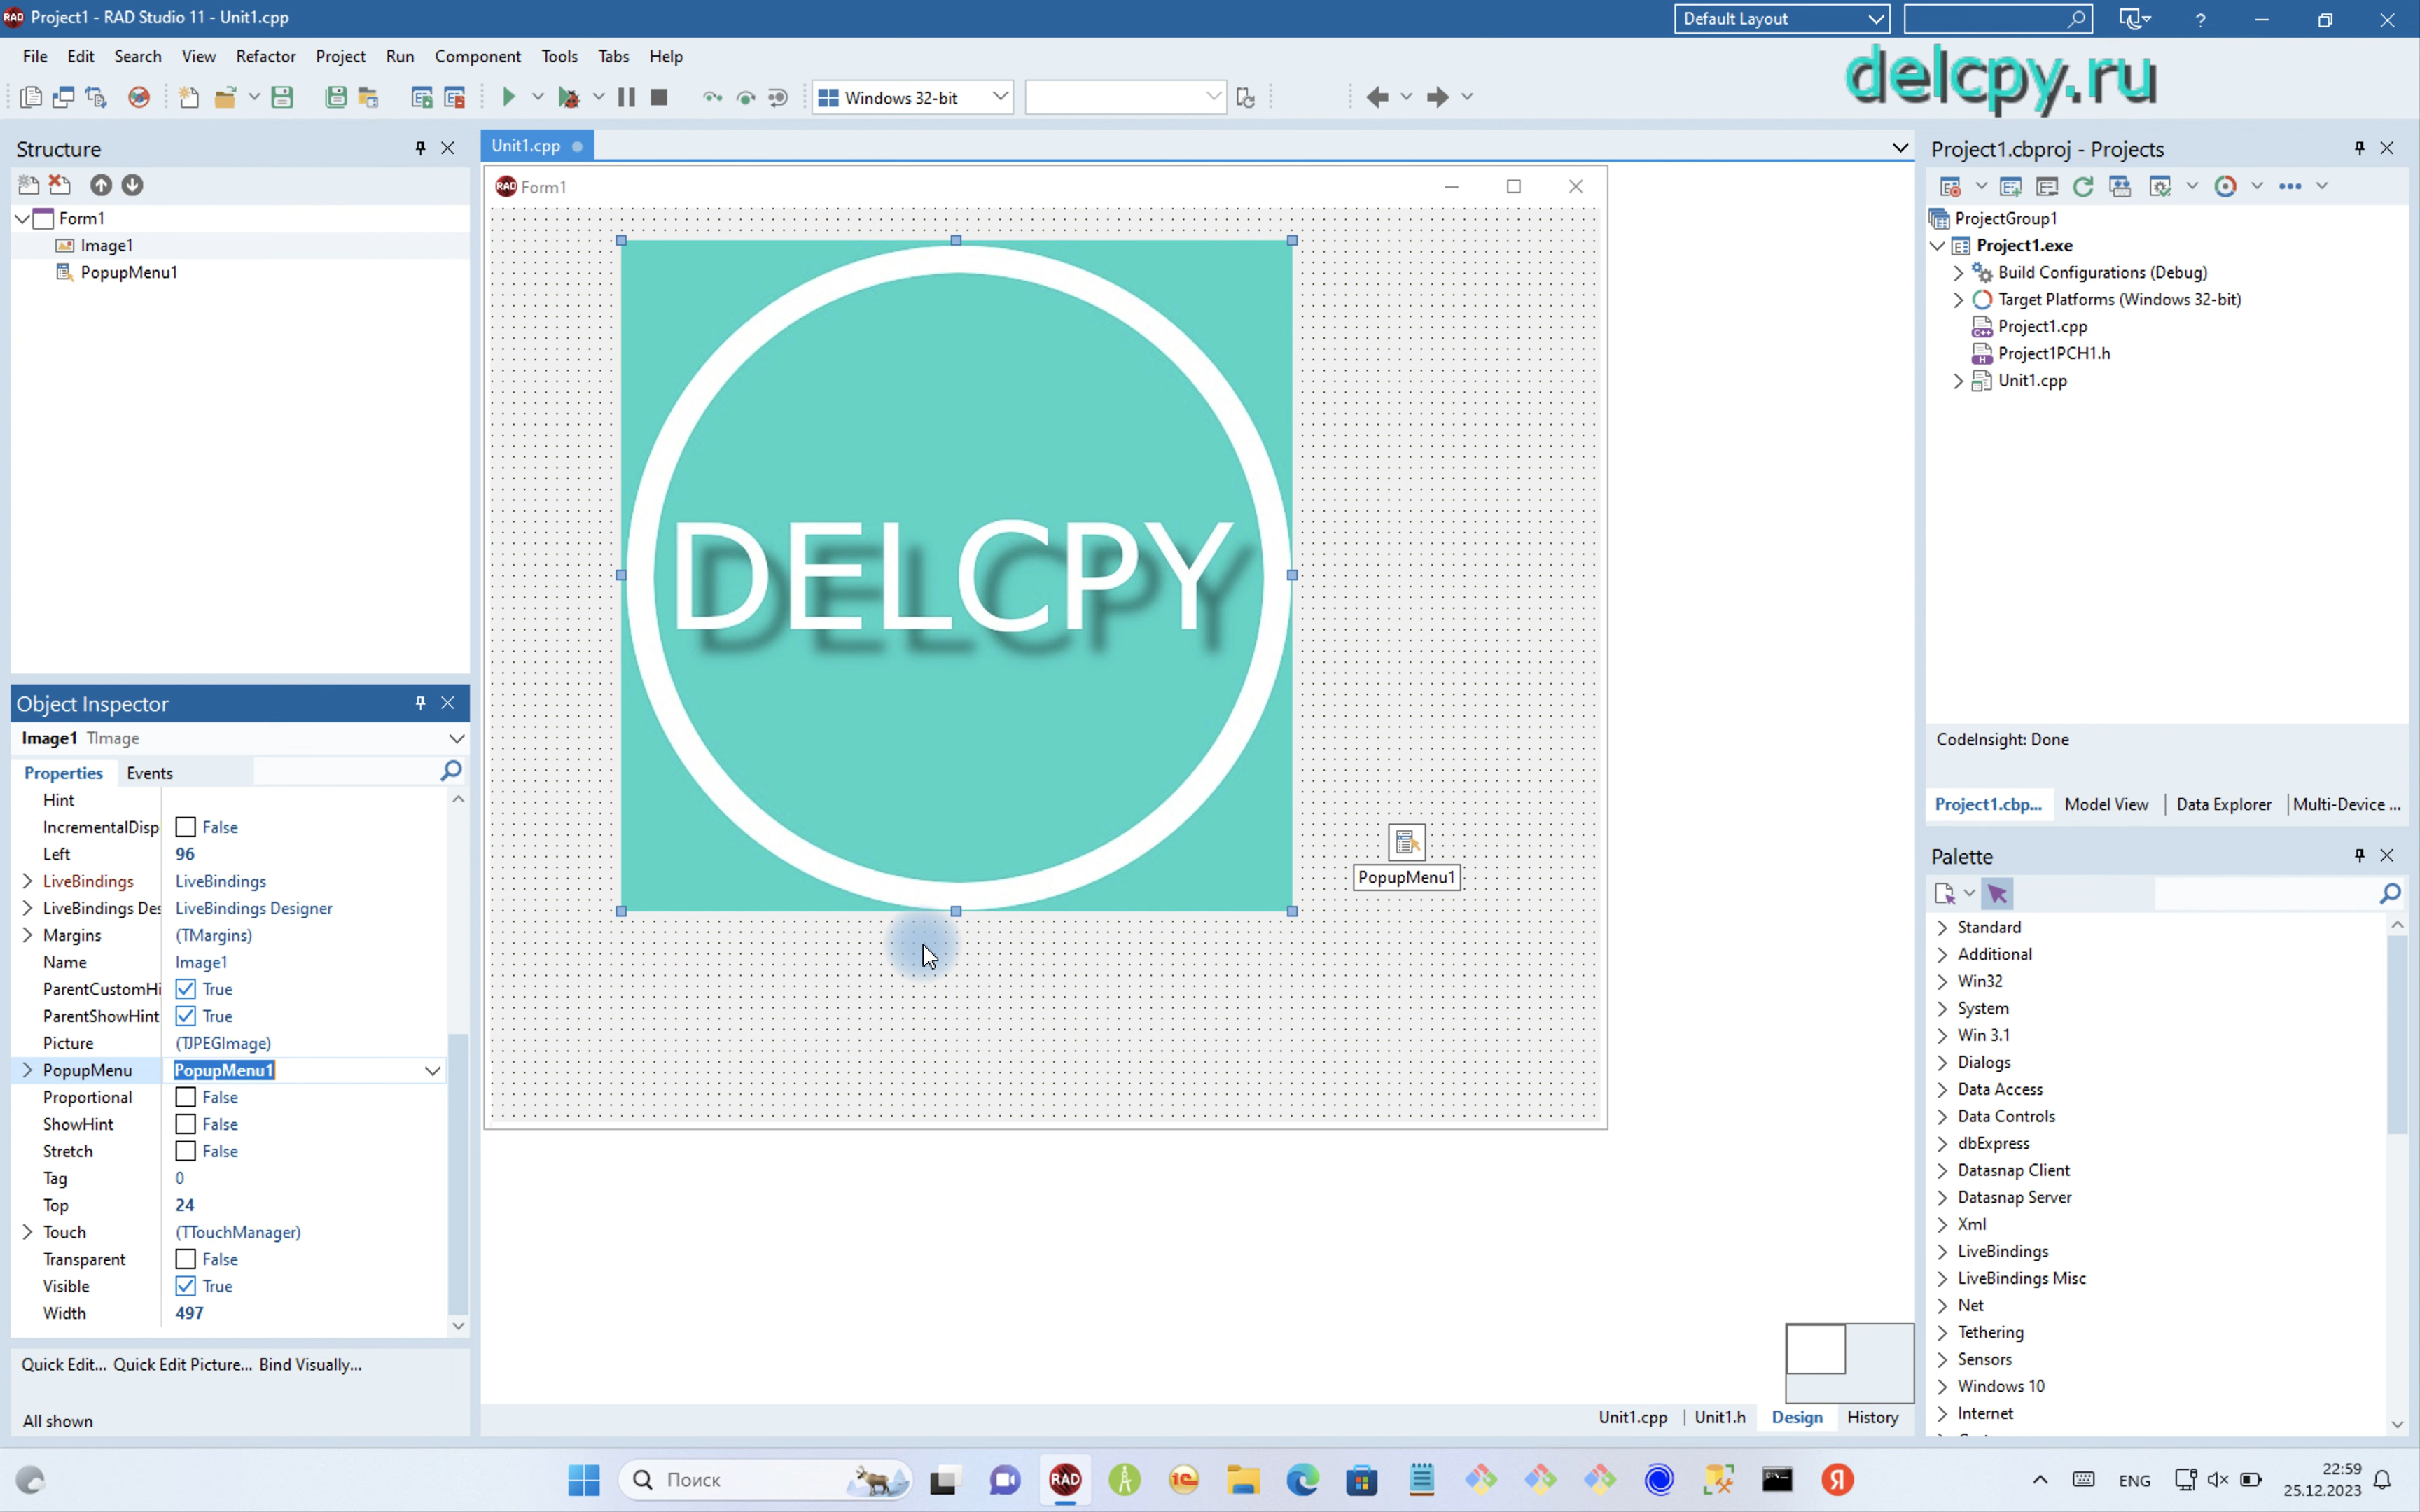 Project1 - RAD Studio 11 - Unit1.cpp
Default Layout
?
File Edit Search View Refactor Project Run Component Tools Tabs Help
delcpy.ru
Windows 32-bit
Structure
Form1
Image1
PopupMenu1
Unit1.cpp
RAD Form1
DELCPY
PopupMenu1
Object Inspector
Image1 TImage
Properties Events
Hint
IncrementalDisp False
Left 96
LiveBindings LiveBindings
LiveBindings Des LiveBindings Designer
Margins (TMargins)
Name Image1
ParentCustomHi True
ParentShowHint True
Picture (TJPEGImage)
PopupMenu PopupMenu1
Proportional False
ShowHint False
Stretch False
Tag 0
Top 24
Touch (TTouchManager)
Transparent False
Visible True
Width 497
Quick Edit... Quick Edit Picture... Bind Visually...
All shown
Unit1.cpp Unit1.h Design History
Project1.cbproj - Projects
ProjectGroup1
Project1.exe
Build Configurations (Debug)
Target Platforms (Windows 32-bit)
Project1.cpp
Project1PCH1.h
Unit1.cpp
CodeInsight: Done
Project1.cbp... Model View Data Explorer Multi-Device ...
Palette
Standard
Additional
Win32
System
Win 3.1
Dialogs
Data Access
Data Controls
dbExpress
Datasnap Client
Datasnap Server
Xml
LiveBindings
LiveBindings Misc
Net
Tethering
Sensors
Windows 10
Internet
Поиск
RAD
1C
Я
ENG
22:59
25.12.2023